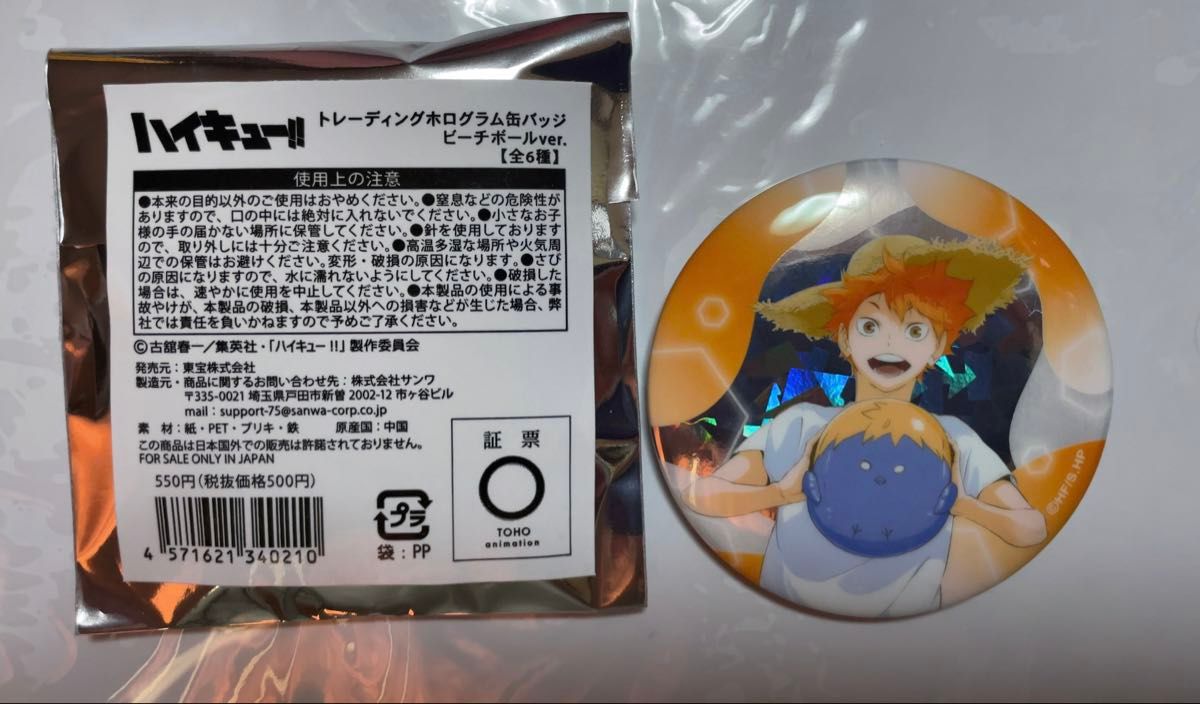 ハイキュー!!
トレーディングホログラム缶バッジ
ビーチボールver.
【全6種】
使用上の注意
●本来の目的以外のご使用はおやめください。●窒息などの危険性が
ありますので、口の中には絶対に入れないでください。●小さなお子
様の手の届かない場所に保管してください。●針を使用しております
ので、取り外しには十分ご注意ください。●高温多湿な場所や火気周
辺での保管はお避けください。変形・破損の原因になります。●さび
の原因になりますので、水に濡れないようにしてください。●破損した
場合は、速やかに使用を中止してください。●本製品の使用による事
故やけが、本製品の破損、本製品以外への損害などが生じた場合、弊
社では責任を負いかねますので予めご了承ください。
©古舘春一/集英社・「ハイキュー!!」製作委員会
発売元：東宝株式会社
製造元・商品に関するお問い合わせ先：株式会社サンワ
〒335-0021 埼玉県戸田市新曽 2002-12 市ヶ谷ビル
mail：support-75@sanwa-corp.co.jp
素 材：紙・PET・ブリキ・鉄 原産国：中国
この商品は日本国外での販売は許諾されておりません。
FOR SALE ONLY IN JAPAN
550円(税抜価格500円)
4 571621 340210
プラ
袋：PP
証 票
TOHO
animation
©HF/S,HP